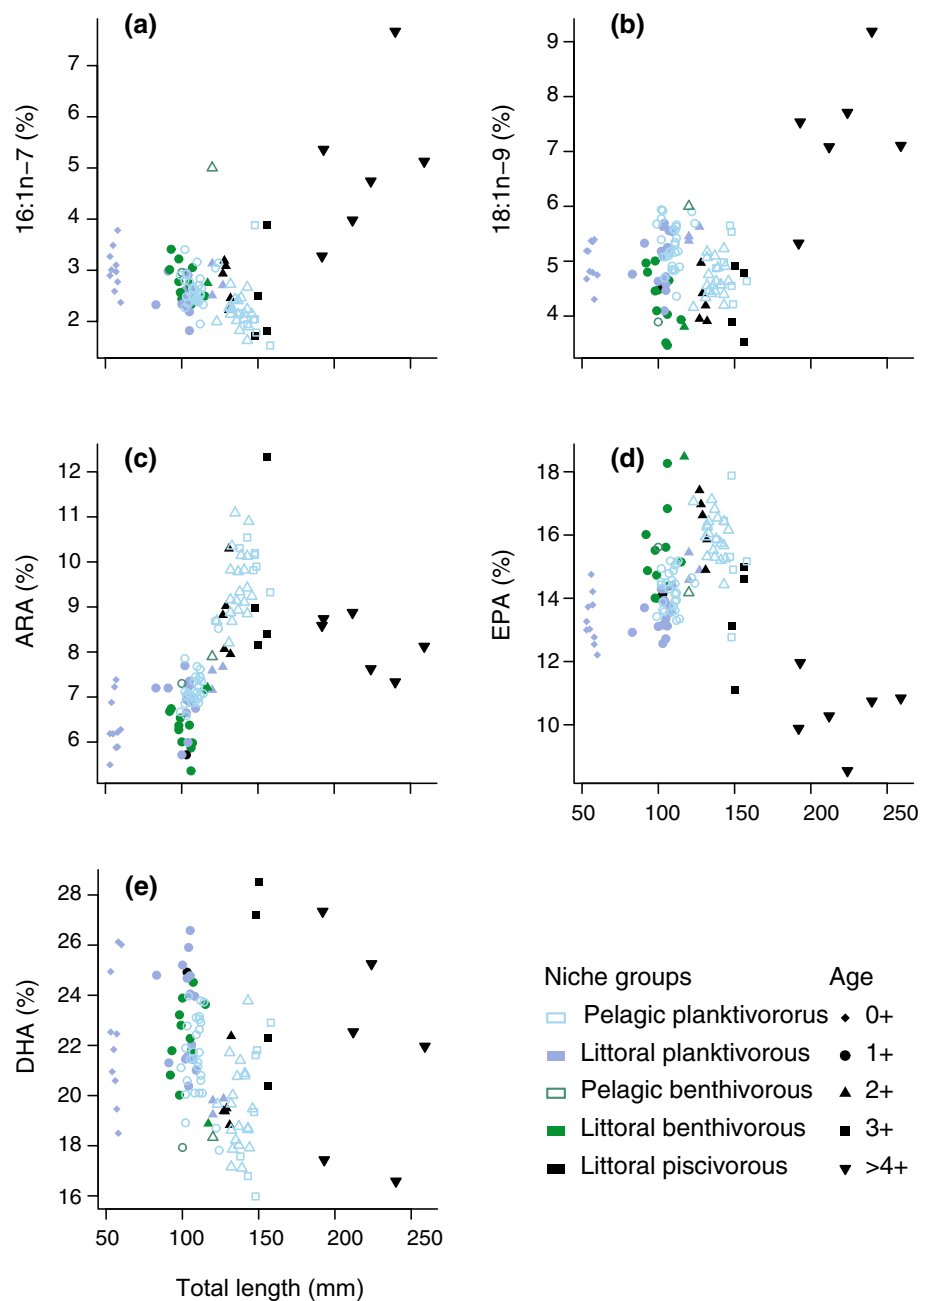 (a)
16:1n−7 (%)
7
6
5
4
3
2
(b)
18:1n−9 (%)
9
8
7
6
5
4
(c)
ARA (%)
12
11
10
9
8
7
6
(d)
EPA (%)
18
16
14
12
10
50 100 150 200 250
(e)
DHA (%)
28
26
24
22
20
18
16
50 100 150 200 250
Total length (mm)
Niche groups
Pelagic planktivororus
Littoral planktivorous
Pelagic benthivorous
Littoral benthivorous
Littoral piscivorous
Age
0+
1+
2+
3+
>4+